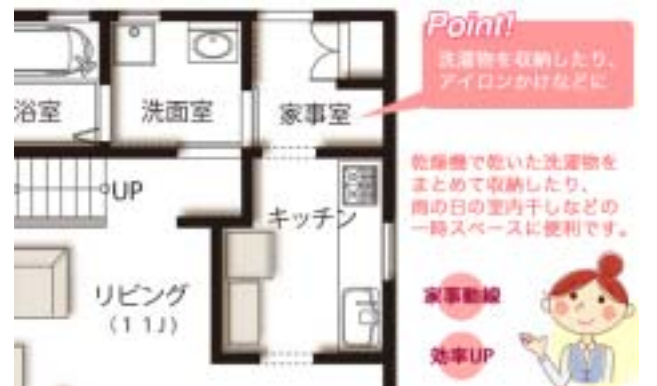 Point!
洗濯物を収納したり、
アイロンかけなどに
浴室
洗面室
家事室
乾燥機で乾いた洗濯物を
まとめて収納したり、
雨の日の室内干しなどの
一時スペースに便利です。
UP
キッチン
リビング
(11J)
家事動線
効率UP